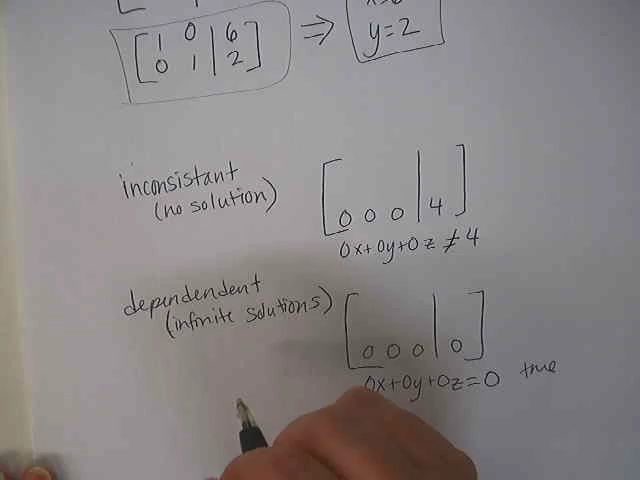 [1 0 | 6] ⇒
[0 1 | 2] y=2
inconsistant
(no solution)
[0 0 0 | 4]
0x+0y+0z≠4
dependendent
(infinite solutions)
[0 0 0 | 0]
0x+0y+0z=0 true